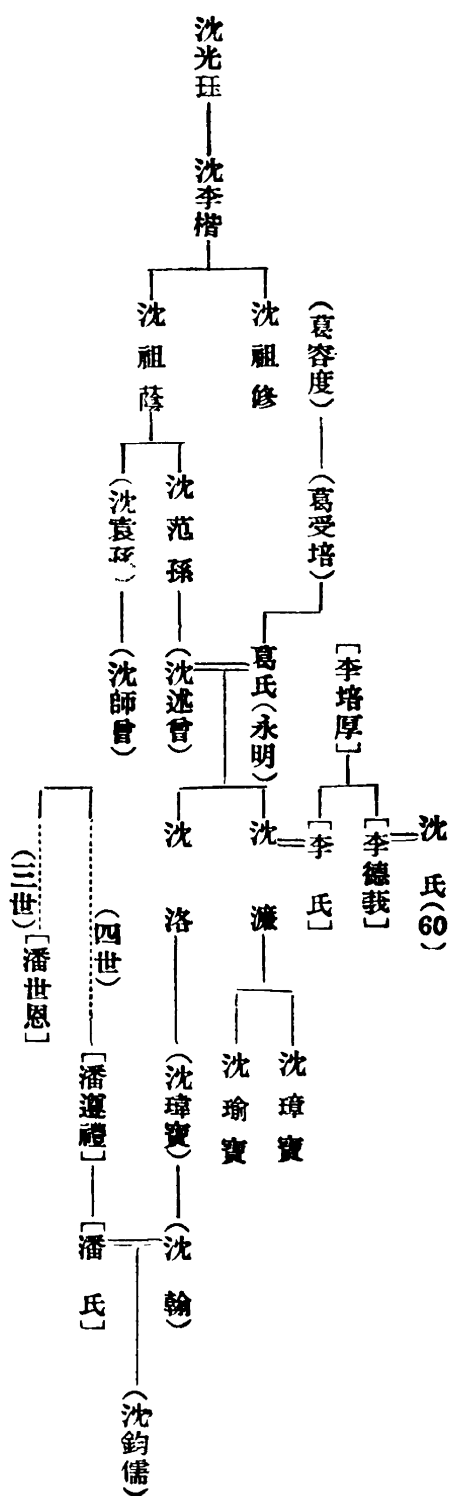 沈光珏
沈李楷
沈祖修
沈祖蔭
(葛容度)
(葛受培)
沈范孫
(沈袁孫)
[李培厚]
葛氏(永明)
(沈述曾)
(沈師曾)
沈氏(60)
[李德莪]
[李氏]
沈濂
沈洛
(四世)
(三世)
[潘世恩]
沈璋寶
沈瑜寶
(沈瑋寶)
[潘遵禮]
(沈翰)
[潘氏]
(沈鈞儒)